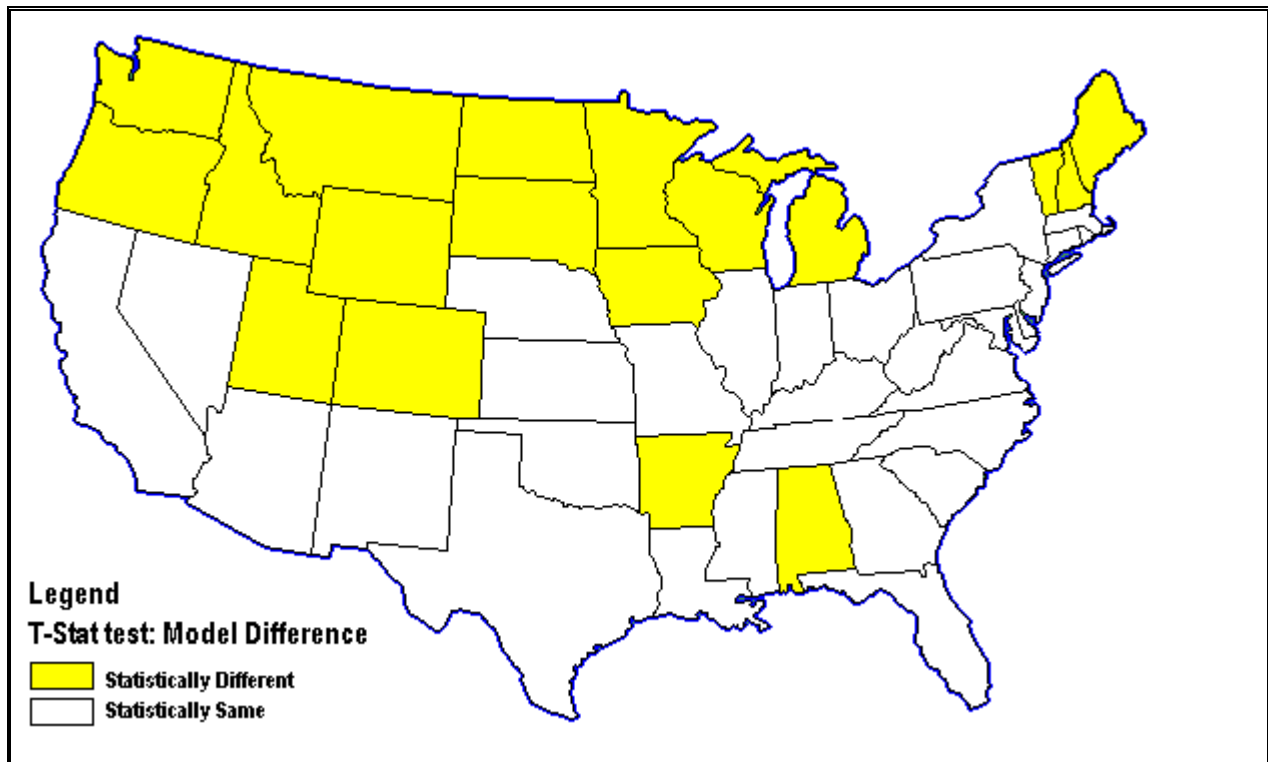 Legend
T-Stat test: Model Difference
Statistically Different
Statistically Same